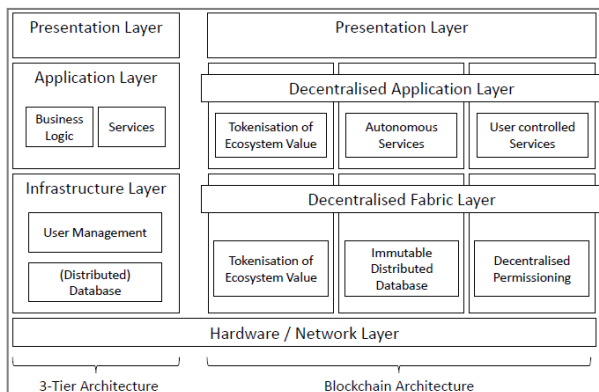 Presentation Layer
Presentation Layer
Application Layer
Business
Logic
Services
Decentralised Application Layer
Tokenisation of
Ecosystem Value
Autonomous
Services
User controlled
Services
Infrastructure Layer
User Management
(Distributed)
Database
Decentralised Fabric Layer
Tokenisation of
Ecosystem Value
Immutable
Distributed
Database
Decentralised
Permissioning
Hardware / Network Layer
3-Tier Architecture
Blockchain Architecture